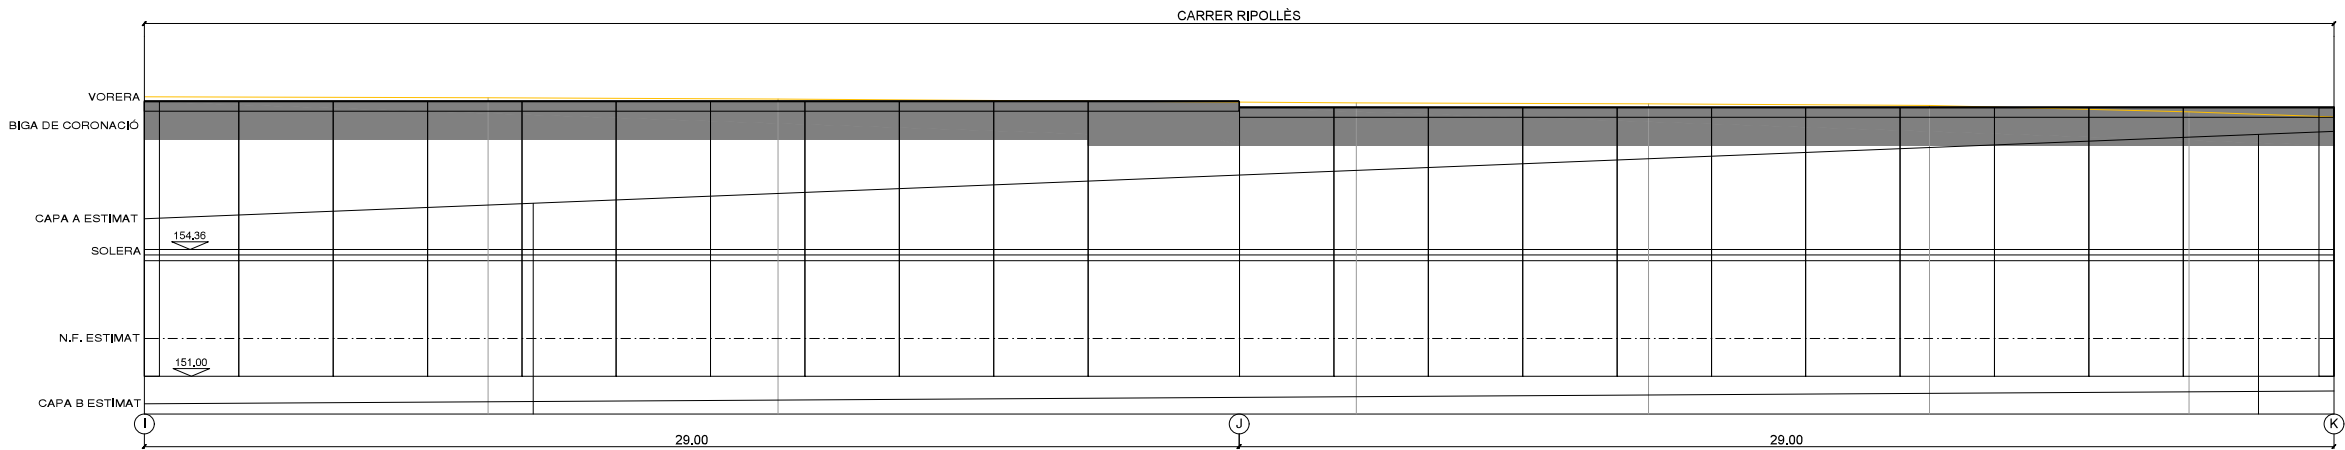 CARRER RIPOLLÈS
VORERA
BIGA DE CORONACIÓ
CAPA A ESTIMAT
154.36
SOLERA
N.F. ESTIMAT
151.00
CAPA B ESTIMAT
I
J
K
29.00
29.00